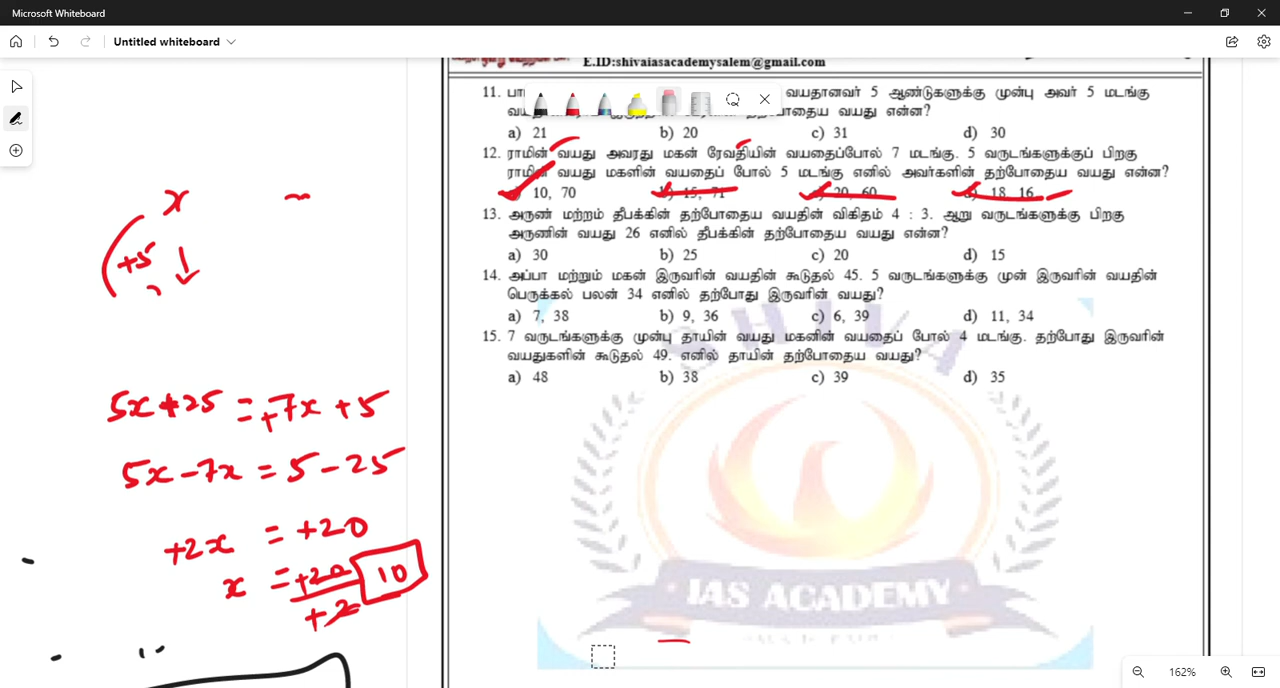 Microsoft Whiteboard
Untitled whiteboard
E.ID:shivaiasacademysalem@gmail.com
11. பா வயதானவர் 5 ஆண்டுகளுக்கு முன்பு அவர் 5 மடங்கு
வயது என்ன?
a) 21 b) 20 c) 31 d) 30
12. ராமின் வயது அவரது மகன் ரேவதியின் வயதைப்போல் 7 மடங்கு. 5 வருடங்களுக்குப் பிறகு
ராமின் வயது மகளின் வயதைப் போல் 5 மடங்கு எனில் அவர்களின் தற்போதைய வயது என்ன?
10, 70 b) 15, 71 20, 60 18, 16
13. அருண் மற்றம் தீபக்கின் தற்போதைய வயதின் விகிதம் 4 : 3. ஆறு வருடங்களுக்கு பிறகு
அருணின் வயது 26 எனில் தீபக்கின் தற்போதைய வயது என்ன?
a) 30 b) 25 c) 20 d) 15
14. அப்பா மற்றும் மகன் இருவரின் வயதின் கூடுதல் 45. 5 வருடங்களுக்கு முன் இருவரின் வயதின்
பெருக்கல் பலன் 34 எனில் தற்போது இருவரின் வயது?
a) 7, 38 b) 9, 36 c) 6, 39 d) 11, 34
15. 7 வருடங்களுக்கு முன்பு தாயின் வயது மகனின் வயதைப் போல் 4 மடங்கு. தற்போது இருவரின்
வயதுகளின் கூடுதல் 49. எனில் தாயின் தற்போதைய வயது?
a) 48 b) 38 c) 39 d) 35
SHIVA
IAS ACADEMY
x
+5
5x+25 = +7x + 5
5x-7x = 5-25
+2x = +20
x = +20 10
+2
162%